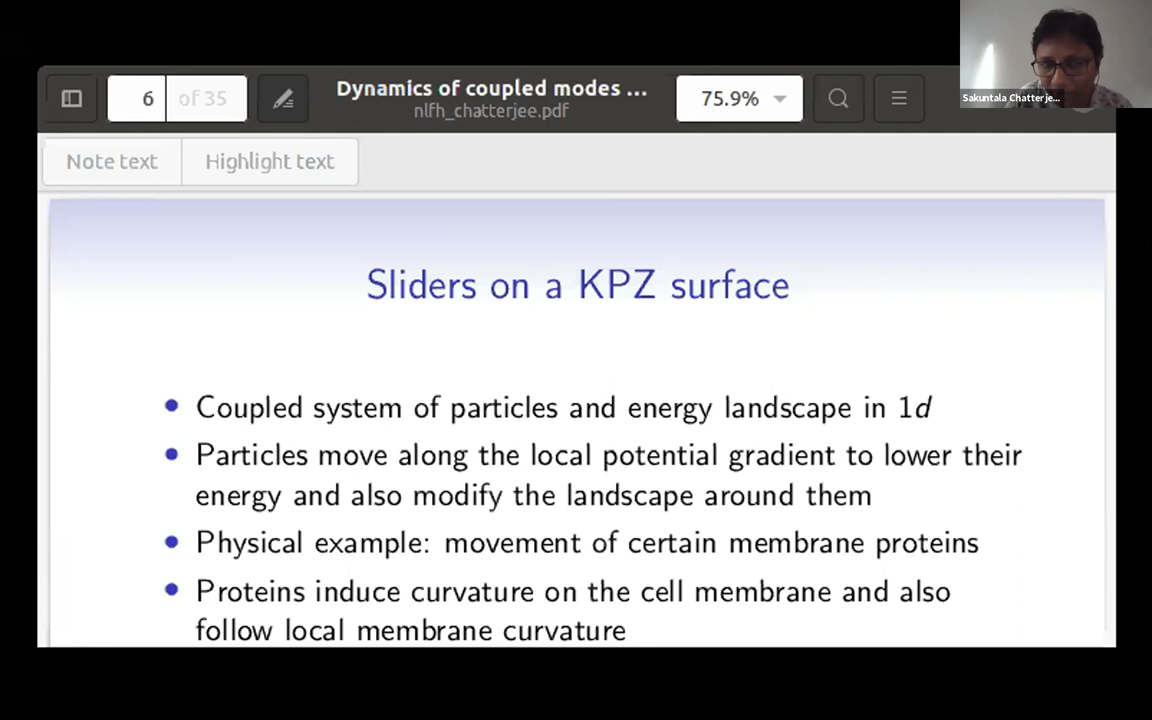 6 of 35
Dynamics of coupled modes ...
nlfh_chatterjee.pdf
75.9%
Sakuntala Chatterje...
Note text
Highlight text
Sliders on a KPZ surface
Coupled system of particles and energy landscape in 1d
Particles move along the local potential gradient to lower their
energy and also modify the landscape around them
Physical example: movement of certain membrane proteins
Proteins induce curvature on the cell membrane and also
follow local membrane curvature